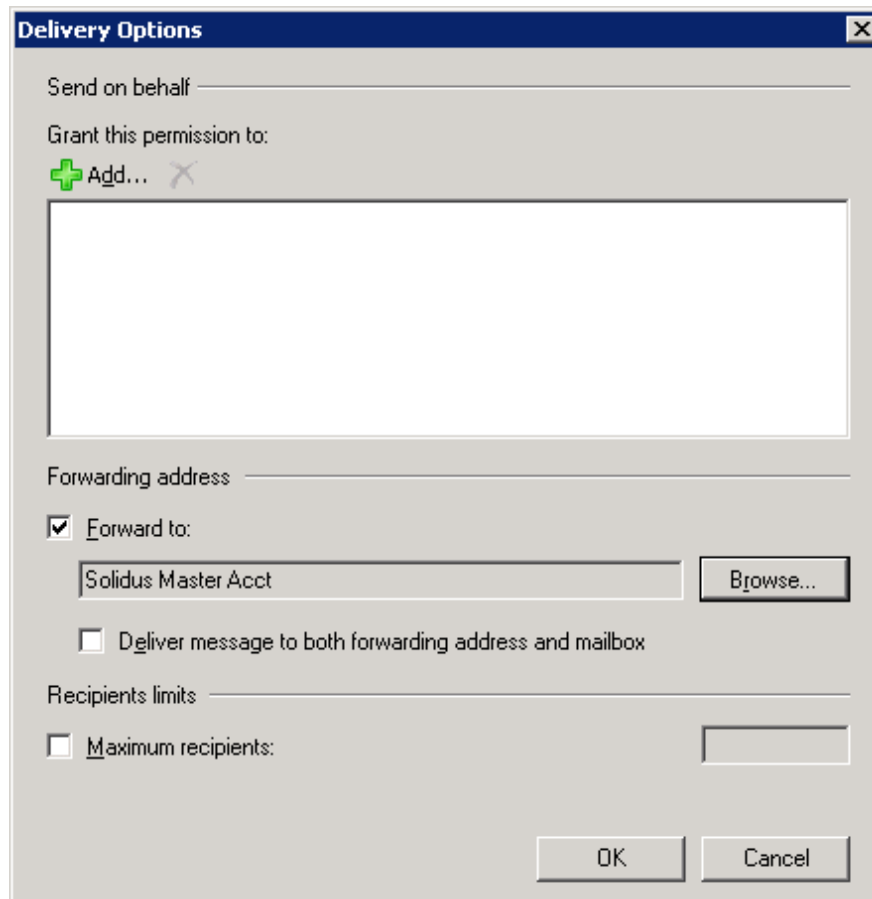 Delivery Options
Send on behalf
Grant this permission to:
Add...
Forwarding address
Forward to:
Solidus Master Acct
Browse...
Deliver message to both forwarding address and mailbox
Recipients limits
Maximum recipients:
OK
Cancel